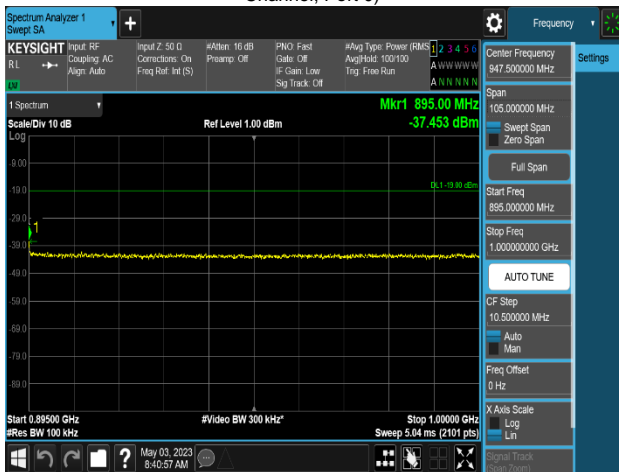 Channel, Port 6)
Spectrum Analyzer 1
Swept SA
Frequency
KEYSIGHT
RL
Input: RF
Coupling: AC
Align: Auto
Input Z: 50 Ω
Corrections: On
Freq Ref: Int (S)
#Atten: 16 dB
Preamp: Off
PNO: Fast
Gate: Off
IF Gain: Low
Sig Track: Off
#Avg Type: Power (RMS
Avg|Hold: 100/100
Trig: Free Run
1 2 3 4 5 6
A W W W W W
A N N N N N
1 Spectrum
Scale/Div 10 dB
Log
Ref Level 1.00 dBm
Mkr1 895.00 MHz
-37.453 dBm
-9.00
-19.0
DL1 -19.00 dBm
-29.0
1
-39.0
-49.0
-59.0
-69.0
-79.0
-89.0
Start 0.89500 GHz
#Res BW 100 kHz
#Video BW 300 kHz*
Stop 1.00000 GHz
Sweep 5.04 ms (2101 pts)
May 03, 2023
8:40:57 AM
Center Frequency
947.500000 MHz
Settings
Span
105.000000 MHz
Swept Span
Zero Span
Full Span
Start Freq
895.000000 MHz
Stop Freq
1.000000000 GHz
AUTO TUNE
CF Step
10.500000 MHz
Auto
Man
Freq Offset
0 Hz
X Axis Scale
Log
Lin
Signal Track
(Span Zoom)